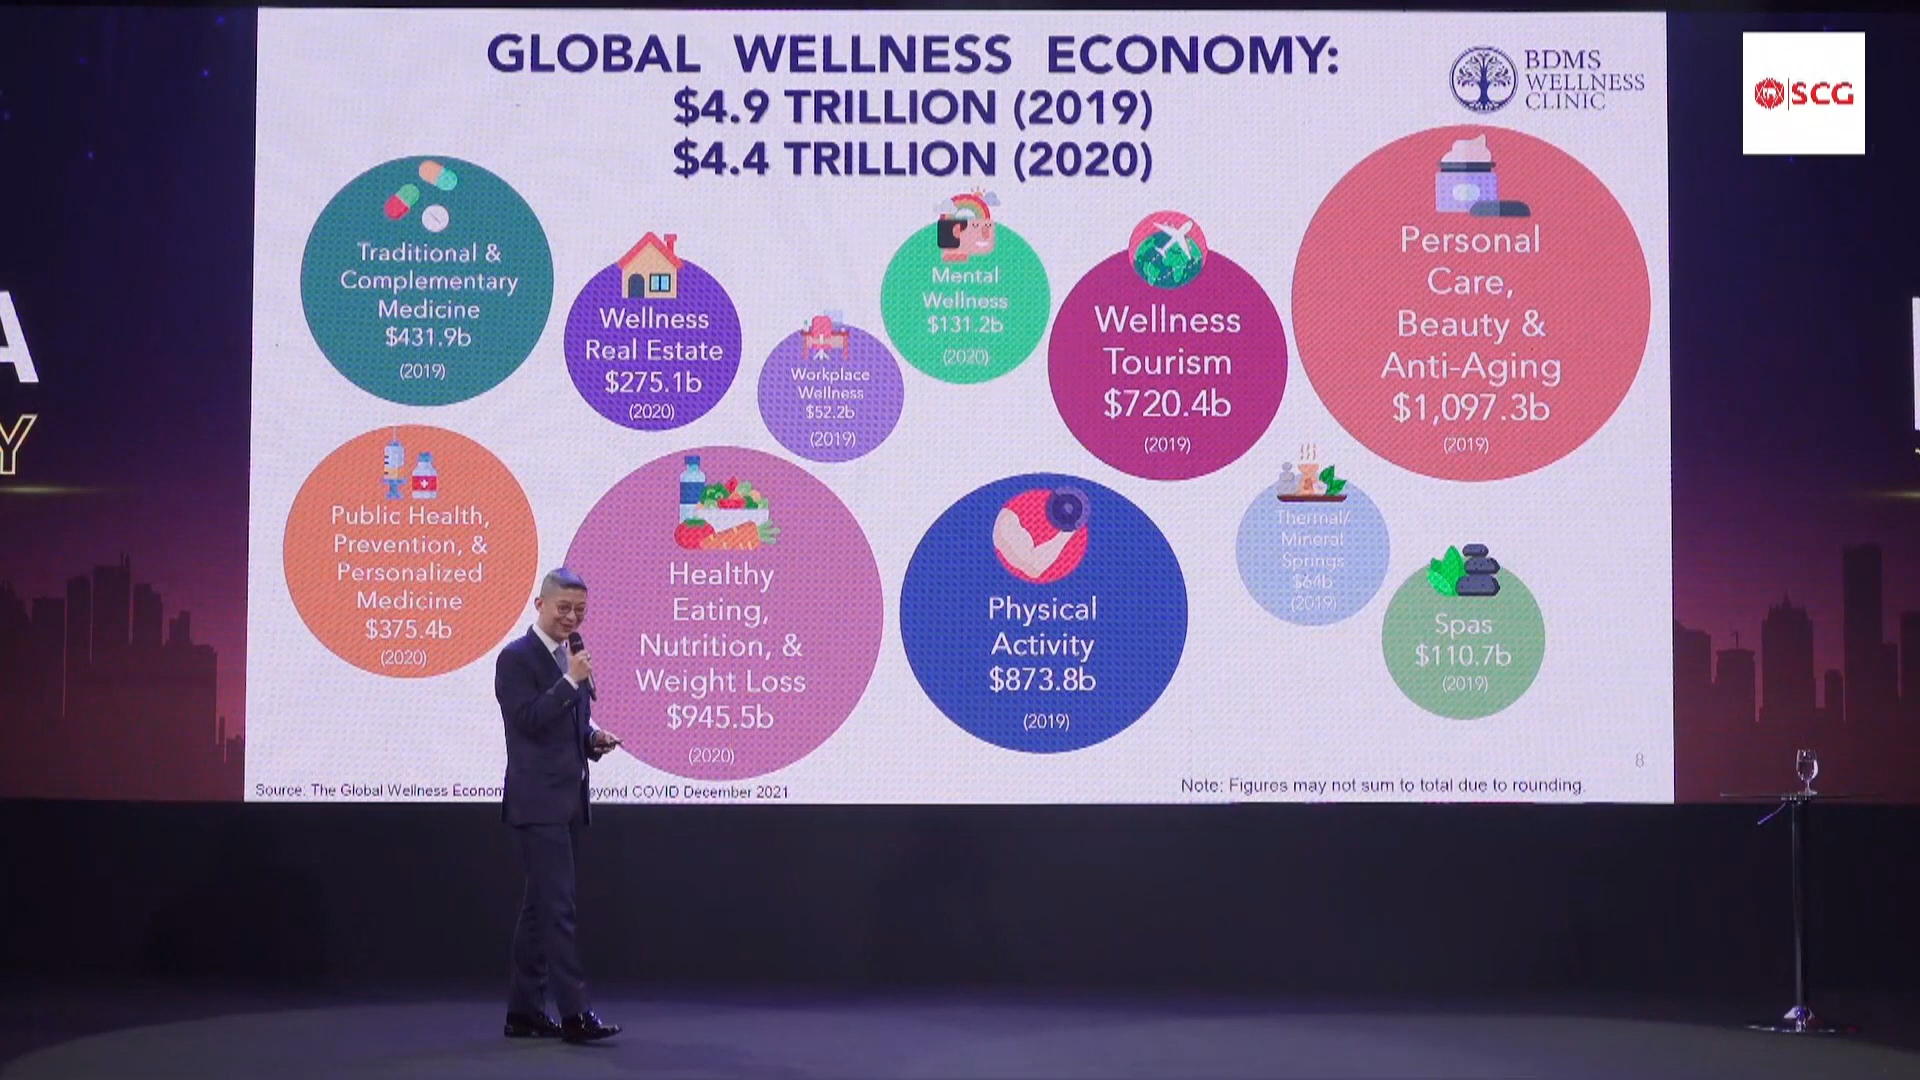 GLOBAL WELLNESS ECONOMY:
$4.9 TRILLION (2019)
$4.4 TRILLION (2020)
BDMS
WELLNESS
CLINIC
SCG
Traditional &
Complementary
Medicine
$431.9b
(2019)
Wellness
Real Estate
$275.1b
(2020)
Workplace
Wellness
$52.2b
(2019)
Mental
Wellness
$131.2b
(2020)
Wellness
Tourism
$720.4b
(2019)
Personal
Care,
Beauty &
Anti-Aging
$1,097.3b
(2019)
Public Health,
Prevention, &
Personalized
Medicine
$375.4b
(2020)
Healthy
Eating,
Nutrition, &
Weight Loss
$945.5b
(2020)
Physical
Activity
$873.8b
(2019)
Thermal/
Mineral
Springs
$64b
(2019)
Spas
$110.7b
(2019)
8
Source: The Global Wellness COVID December 2021
Note: Figures may not sum to total due to rounding.
A
Y